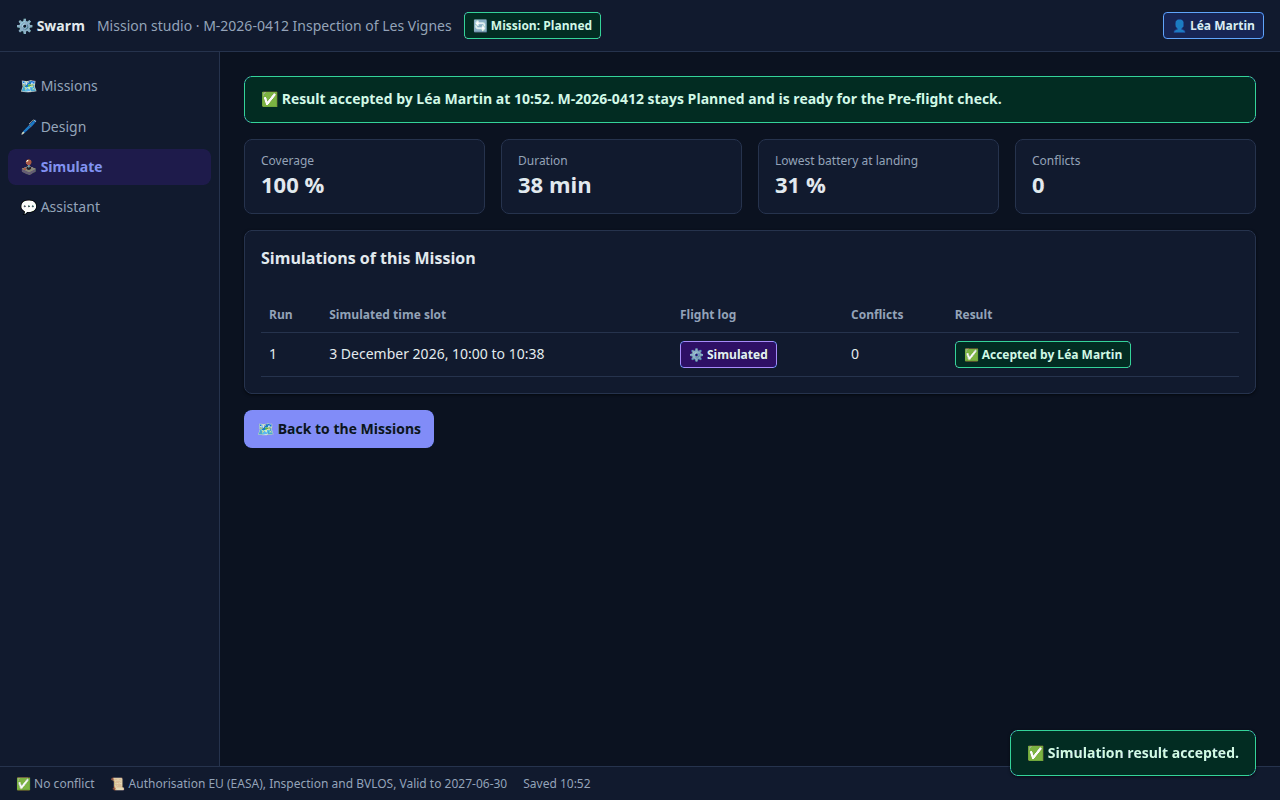 ⚙️ Swarm Mission studio · M-2026-0412 Inspection of Les Vignes 🔄 Mission: Planned 👤 Léa Martin
🗺️ Missions
🖊️ Design
🕹️ Simulate
💬 Assistant
✅ Result accepted by Léa Martin at 10:52. M-2026-0412 stays Planned and is ready for the Pre-flight check.
Coverage
100 %
Duration
38 min
Lowest battery at landing
31 %
Conflicts
0
Simulations of this Mission
Run Simulated time slot Flight log Conflicts Result
1 3 December 2026, 10:00 to 10:38 ⚙️ Simulated 0 ✅ Accepted by Léa Martin
🗺️ Back to the Missions
✅ Simulation result accepted.
✅ No conflict 📜 Authorisation EU (EASA), Inspection and BVLOS, Valid to 2027-06-30 Saved 10:52